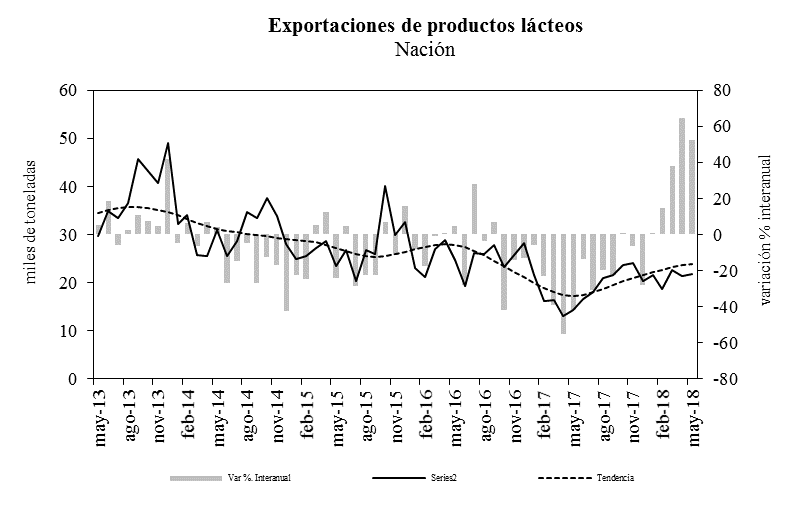 Exportaciones de productos lácteos
Nación
miles de toneladas
60
50
40
30
20
10
0
80
60
40
20
0
-20
-40
-60
-80
variación % interanual
may-13
ago-13
nov-13
feb-14
may-14
ago-14
nov-14
feb-15
may-15
ago-15
nov-15
feb-16
may-16
ago-16
nov-16
feb-17
may-17
ago-17
nov-17
feb-18
may-18
Var %. Interanual
Series2
Tendencia